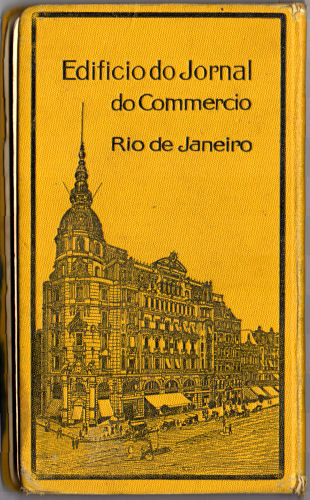 Edificio do Jornal
do Commercio
Rio de Janeiro